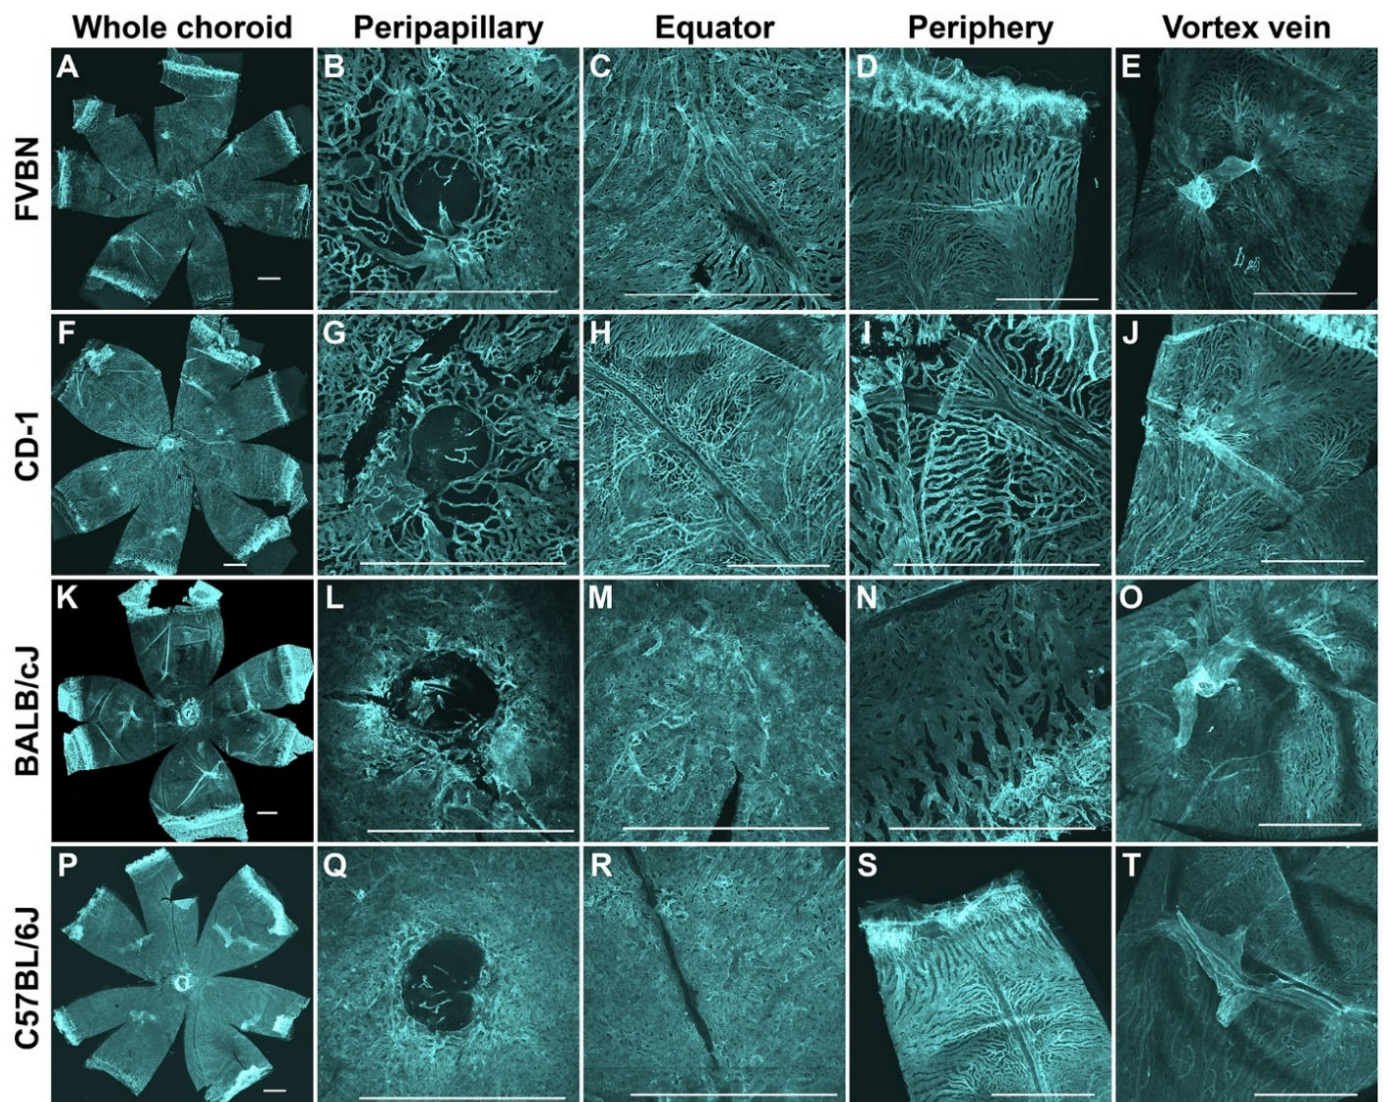 Whole choroid Peripapillary Equator Periphery Vortex vein
FVBN
A B C D E
CD-1
F G H I J
BALB/cJ
K L M N O
C57BL/6J
P Q R S T